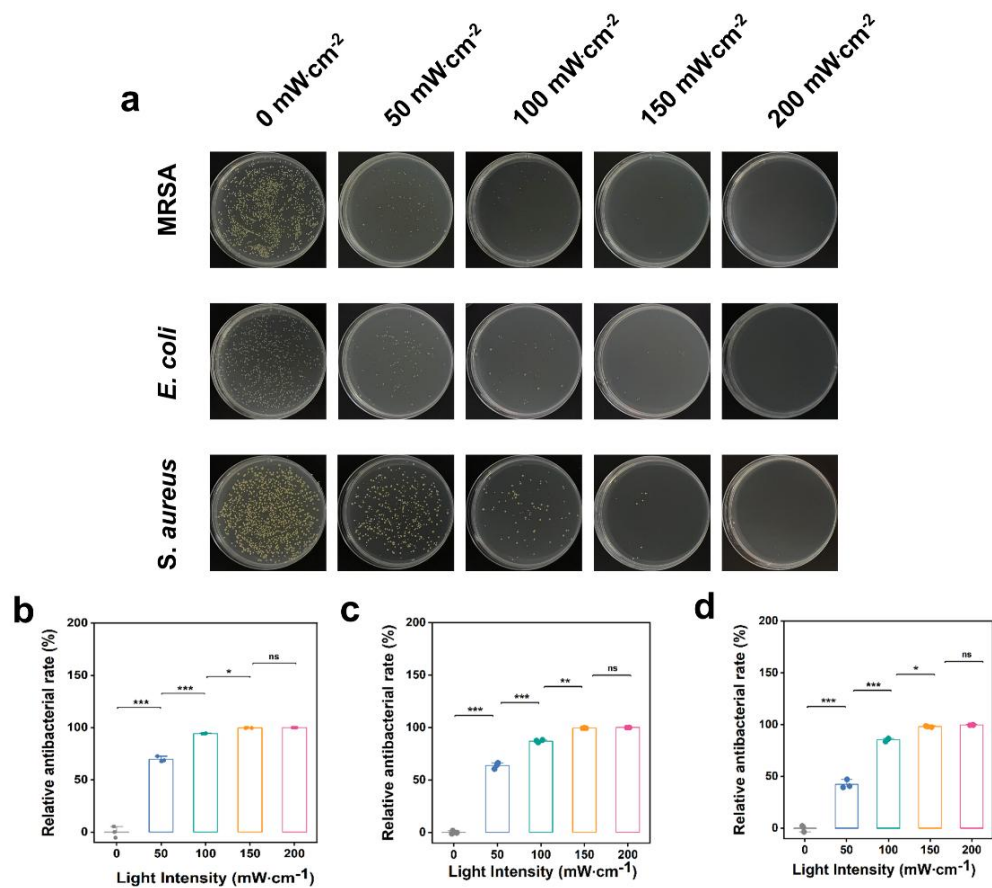 a
0 mW·cm-2
50 mW·cm-2
100 mW·cm-2
150 mW·cm-2
200 mW·cm-2
MRSA
E. coli
S. aureus
b
200
150
100
50
0
Relative antibacterial rate (%)
***
***
*
ns
0 50 100 150 200
Light Intensity (mW·cm-1)
c
200
150
100
50
0
Relative antibacterial rate (%)
***
***
**
ns
0 50 100 150 200
Light Intensity (mW·cm-1)
d
200
150
100
50
0
Relative antibacterial rate (%)
***
***
*
ns
0 50 100 150 200
Light Intensity (mW·cm-1)